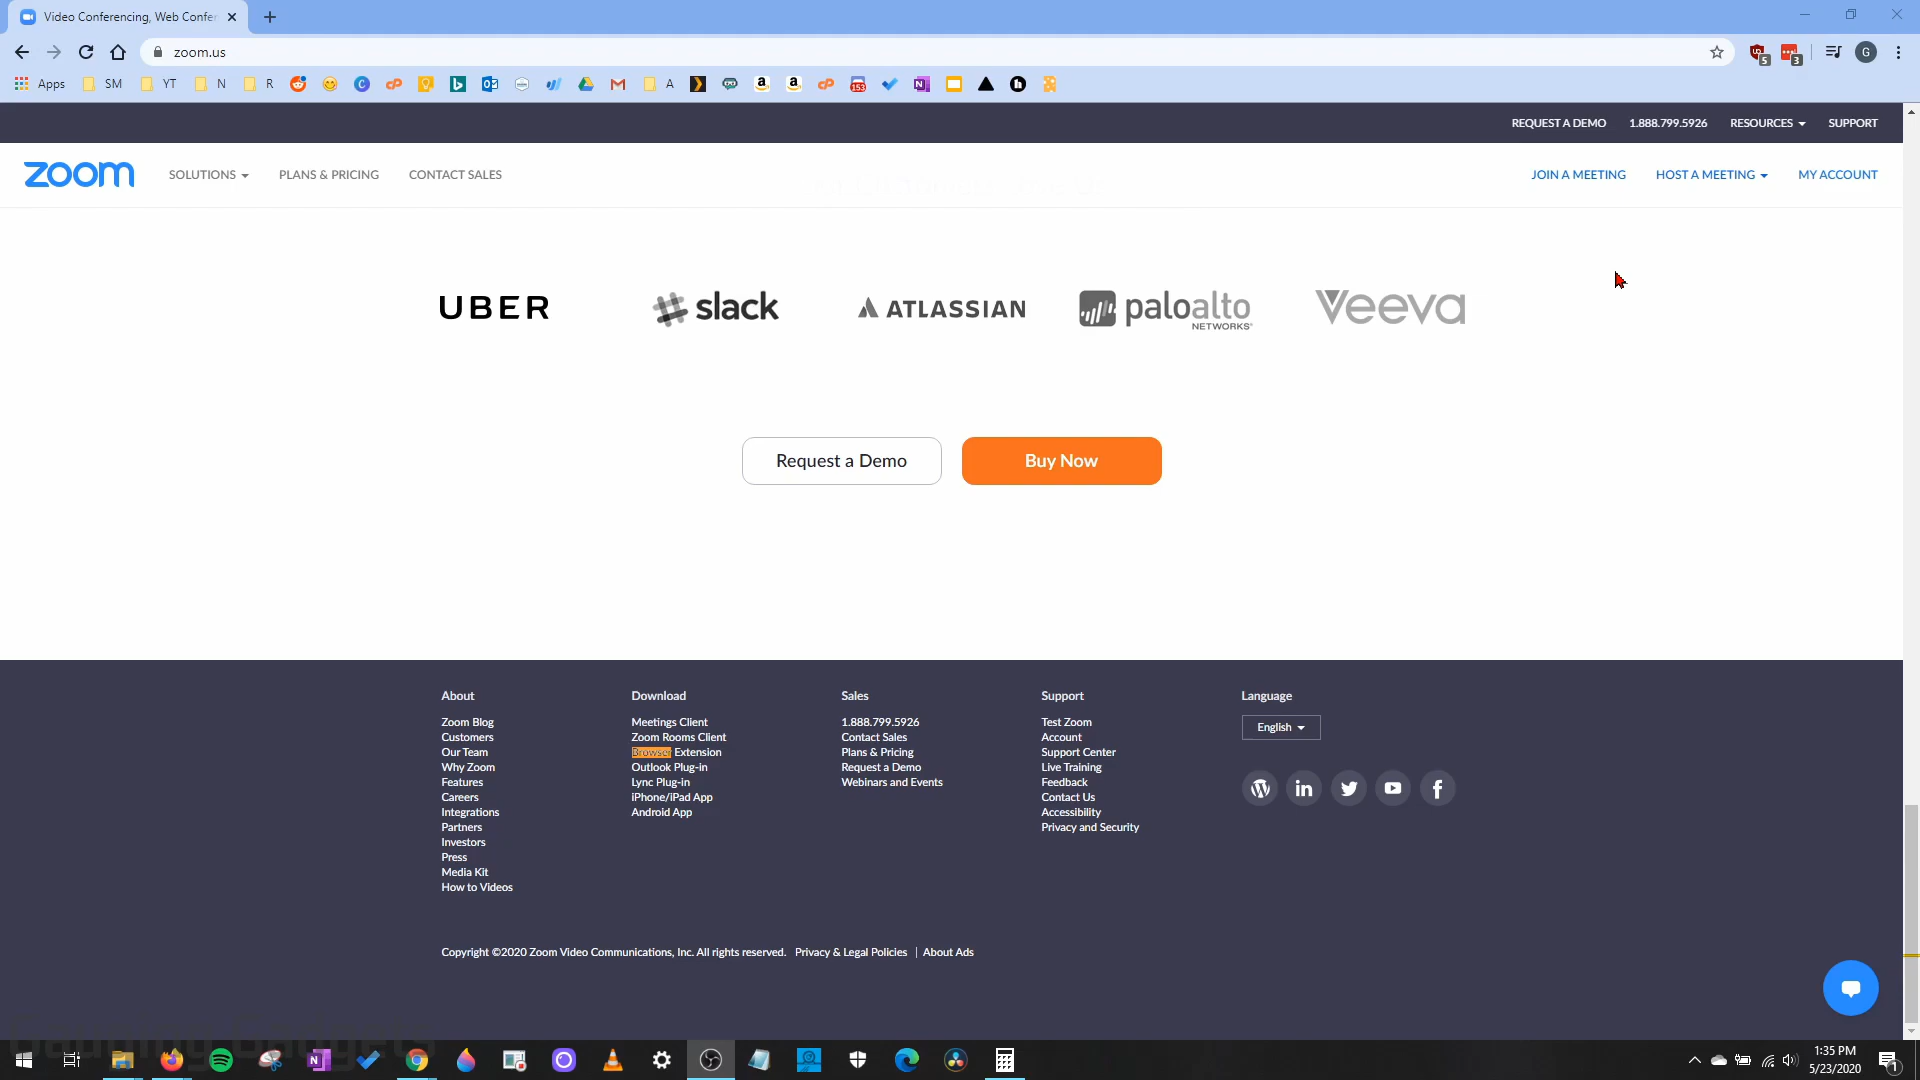 Video Conferencing, Web Confer
zoom.us
5
3
G
Apps
SM
YT
N
R
A
153
REQUEST A DEMO 1.888.799.5926 RESOURCES SUPPORT
zoom SOLUTIONS PLANS & PRICING CONTACT SALES JOIN A MEETING HOST A MEETING MY ACCOUNT
UBER slack ATLASSIAN paloalto NETWORKS Veeva
Request a Demo Buy Now
About
Zoom Blog
Customers
Our Team
Why Zoom
Features
Careers
Integrations
Partners
Investors
Press
Media Kit
How to Videos
Download
Meetings Client
Zoom Rooms Client
Browser Extension
Outlook Plug-in
Lync Plug-in
iPhone/iPad App
Android App
Sales
1.888.799.5926
Contact Sales
Plans & Pricing
Request a Demo
Webinars and Events
Support
Test Zoom
Account
Support Center
Live Training
Feedback
Contact Us
Accessibility
Privacy and Security
Language
English
Copyright ©2020 Zoom Video Communications, Inc. All rights reserved. Privacy & Legal Policies | About Ads
Gauging Gadgets
1:35 PM
5/23/2020
1